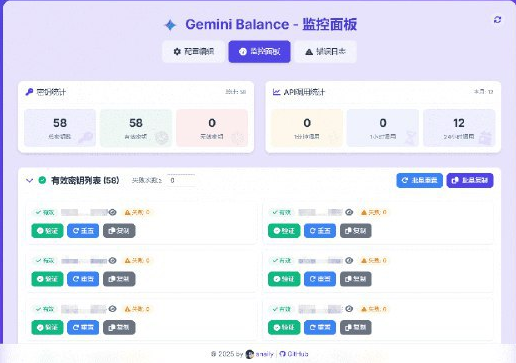 Gemini Balance - 监控面板
配置编辑
监控面板
错误日志
密钥统计
总计: 58
58
总密钥数
58
有效密钥
0
无效密钥
API调用统计
本月: 12
0
1分钟调用
0
1小时调用
12
24小时调用
有效密钥列表 (58)
失败次数≥
0
批量重置
批量复制
有效
失败: 0
有效
失败: 0
验证
重置
复制
验证
重置
复制
有效
失败: 0
有效
失败: 0
验证
重置
复制
验证
重置
复制
有效
失败: 0
有效
失败: 0
验证
重置
复制
验证
重置
复制
© 2025 by
snaily
| GitHub